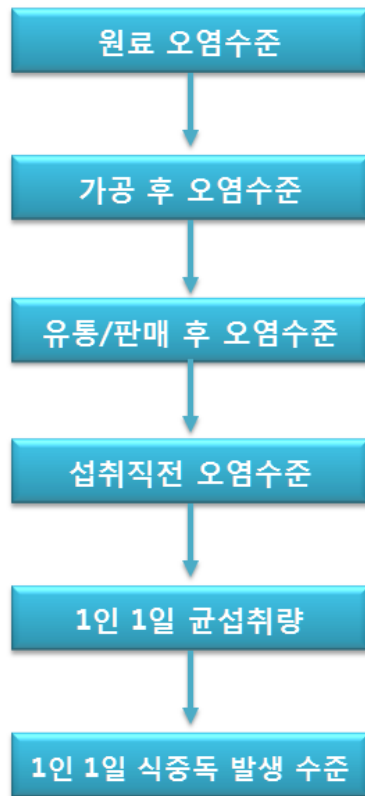 원료 오염수준
가공 후 오염수준
유통/판매 후 오염수준
섭취직전 오염수준
1인 1일 균섭취량
1인 1일 식중독 발생 수준